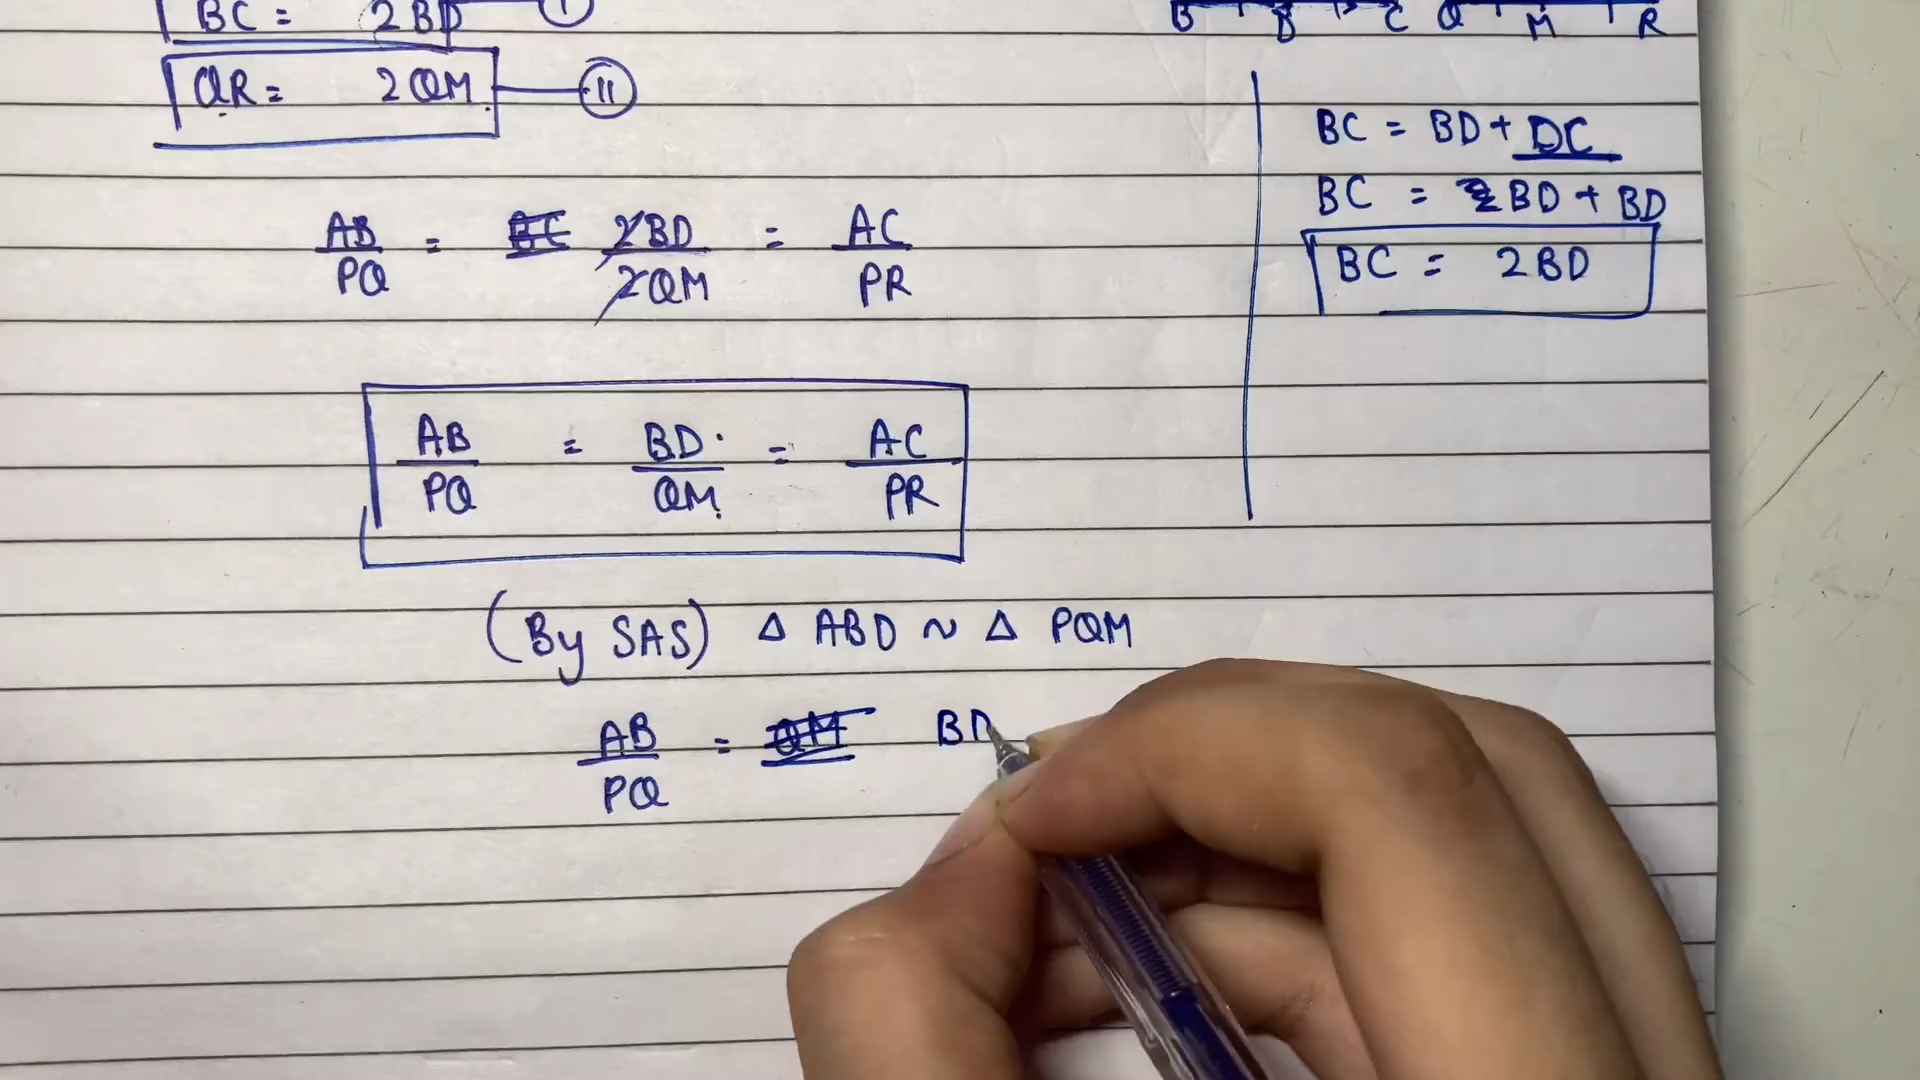 BC = 2BD I
QR = 2QM II
B D C Q M R
BC = BD + DC
BC = BD + BD
BC = 2BD
AB/PQ = 2BD/2QM = AC/PR
AB/PQ = BD/QM = AC/PR
(By SAS) Δ ABD ~ Δ PQM
AB/PQ = BD